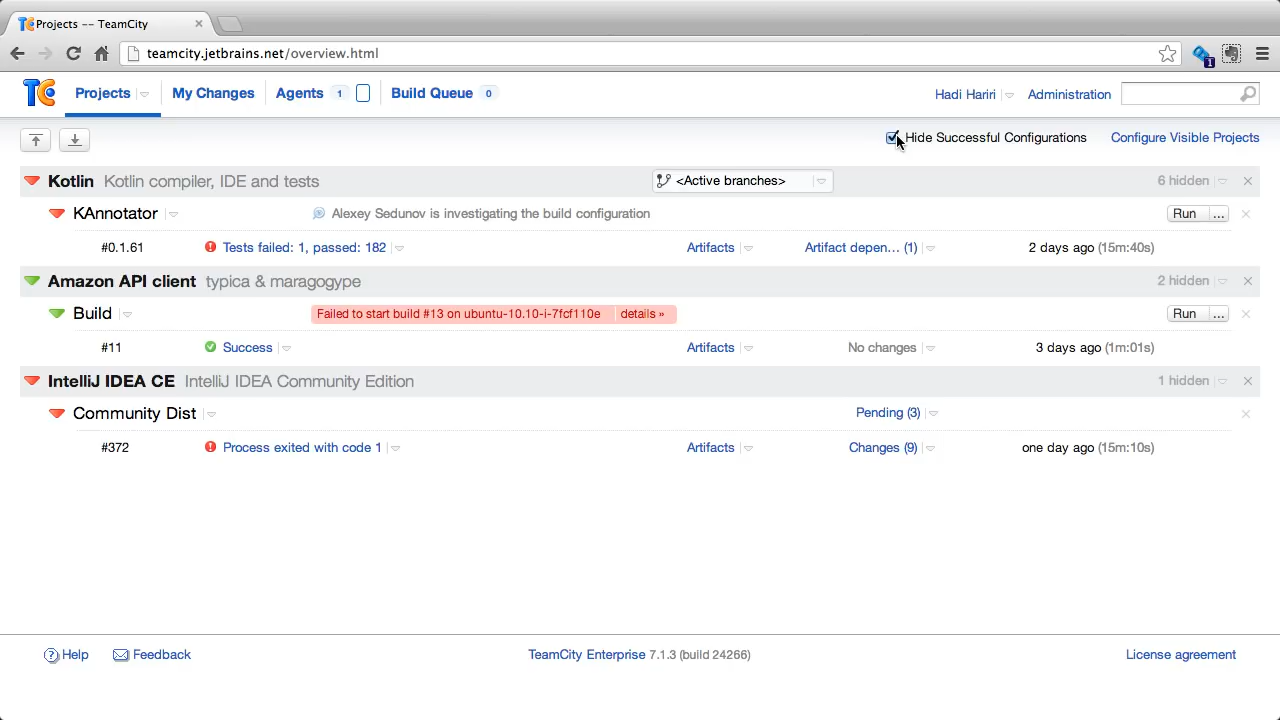 Projects -- TeamCity
teamcity.jetbrains.net/overview.html
1
TC Projects My Changes Agents 1 Build Queue 0 Hadi Hariri Administration
Hide Successful Configurations Configure Visible Projects
Kotlin Kotlin compiler, IDE and tests <Active branches> 6 hidden
KAnnotator Alexey Sedunov is investigating the build configuration Run ...
#0.1.61 Tests failed: 1, passed: 182 Artifacts Artifact depen... (1) 2 days ago (15m:40s)
Amazon API client typica & maragogype 2 hidden
Build Failed to start build #13 on ubuntu-10.10-i-7fcf110e details » Run ...
#11 Success Artifacts No changes 3 days ago (1m:01s)
IntelliJ IDEA CE IntelliJ IDEA Community Edition 1 hidden
Community Dist Pending (3)
#372 Process exited with code 1 Artifacts Changes (9) one day ago (15m:10s)
Help Feedback TeamCity Enterprise 7.1.3 (build 24266) License agreement